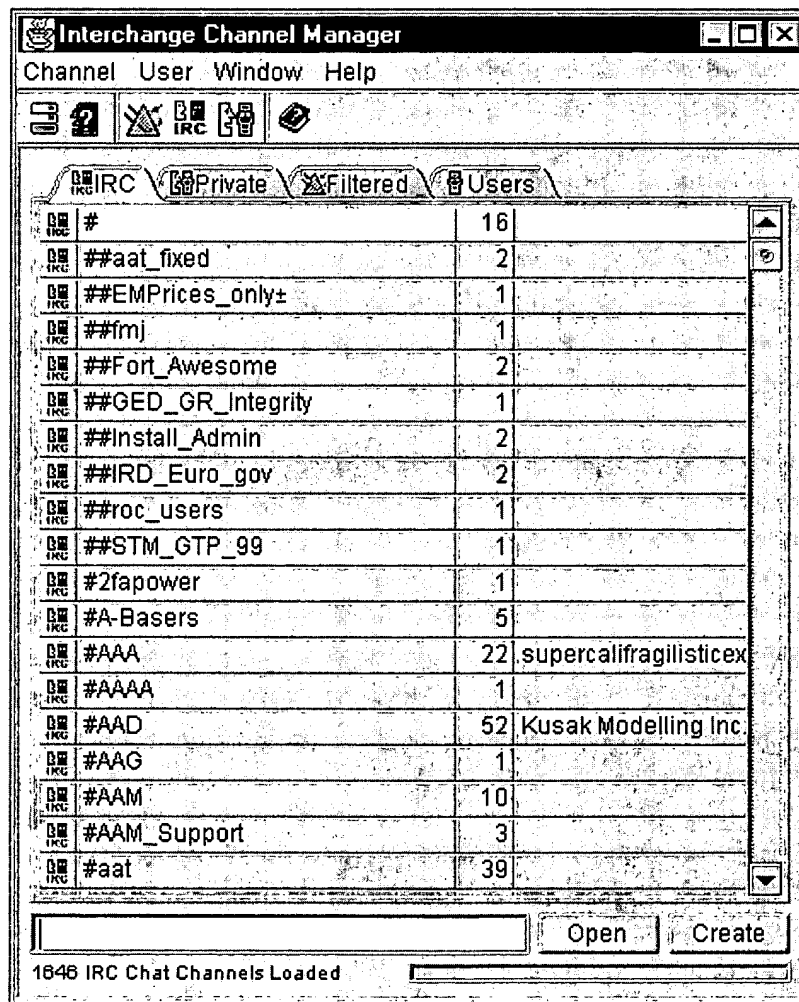 Interchange Channel Manager
Channel User Window Help
IRC
IRC Private Filtered Users
# 16
##aat_fixed 2
##EMPrices_only± 1
##fmj 1
##Fort_Awesome 2
##GED_GR_Integrity 1
##Install_Admin 2
##IRD_Euro_gov 2
##roc_users 1
##STM_GTP_99 1
#2fapower 1
#A-Basers 5
#AAA 22 .supercalifragilisticex
#AAAA 1
#AAD 52 Kusak Modelling Inc.
#AAG 1
#AAM 10
#AAM_Support 3
#aat 39
Open Create
1646 IRC Chat Channels Loaded